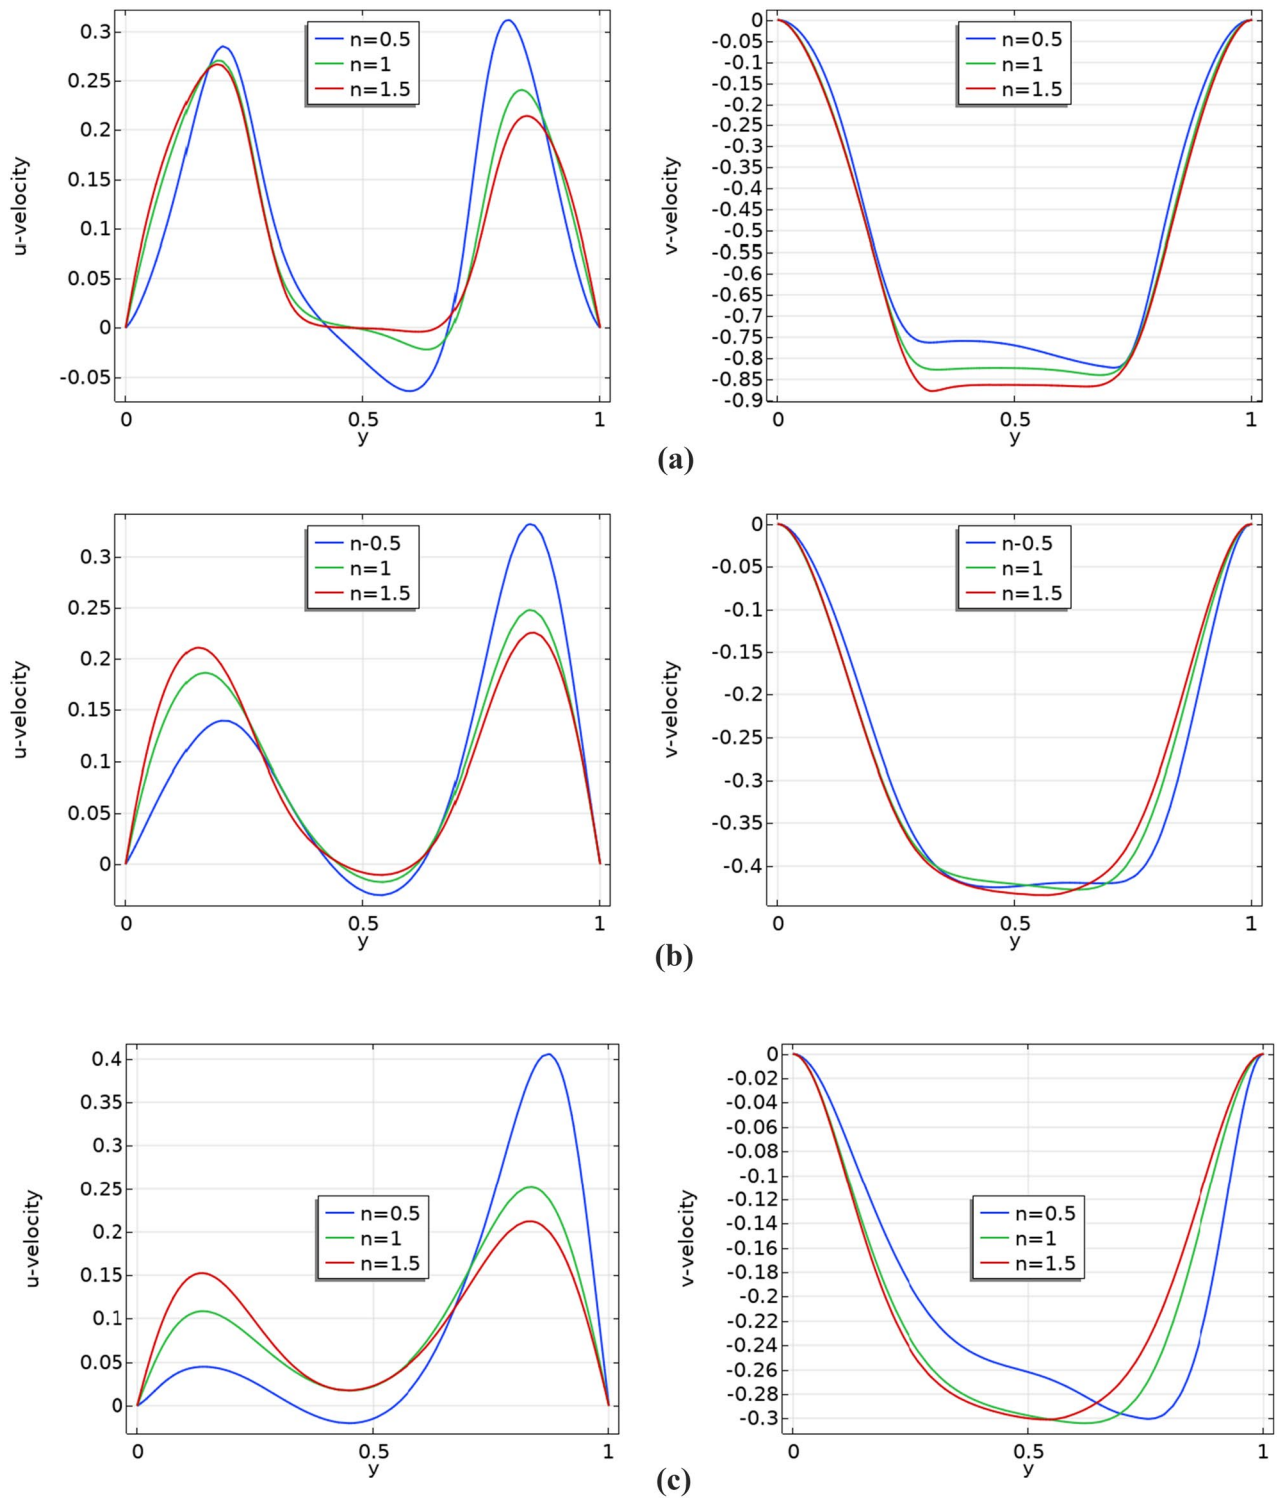 u-velocity
0.3
0.25
0.2
0.15
0.1
0.05
0
-0.05
n=0.5
n=1
n=1.5
0 0.5 1
y
v-velocity
0
-0.05
-0.1
-0.15
-0.2
-0.25
-0.3
-0.35
-0.4
-0.45
-0.5
-0.55
-0.6
-0.65
-0.7
-0.75
-0.8
-0.85
-0.9
n=0.5
n=1
n=1.5
0 0.5 1
y
(a)
u-velocity
0.3
0.25
0.2
0.15
0.1
0.05
0
n-0.5
n=1
n=1.5
0 0.5 1
y
v-velocity
0
-0.05
-0.1
-0.15
-0.2
-0.25
-0.3
-0.35
-0.4
n-0.5
n=1
n=1.5
0 0.5 1
y
(b)
u-velocity
0.4
0.35
0.3
0.25
0.2
0.15
0.1
0.05
0
n=0.5
n=1
n=1.5
0 0.5 1
y
v-velocity
0
-0.02
-0.04
-0.06
-0.08
-0.1
-0.12
-0.14
-0.16
-0.18
-0.2
-0.22
-0.24
-0.26
-0.28
-0.3
n=0.5
n=1
n=1.5
0 0.5 1
y
(c)